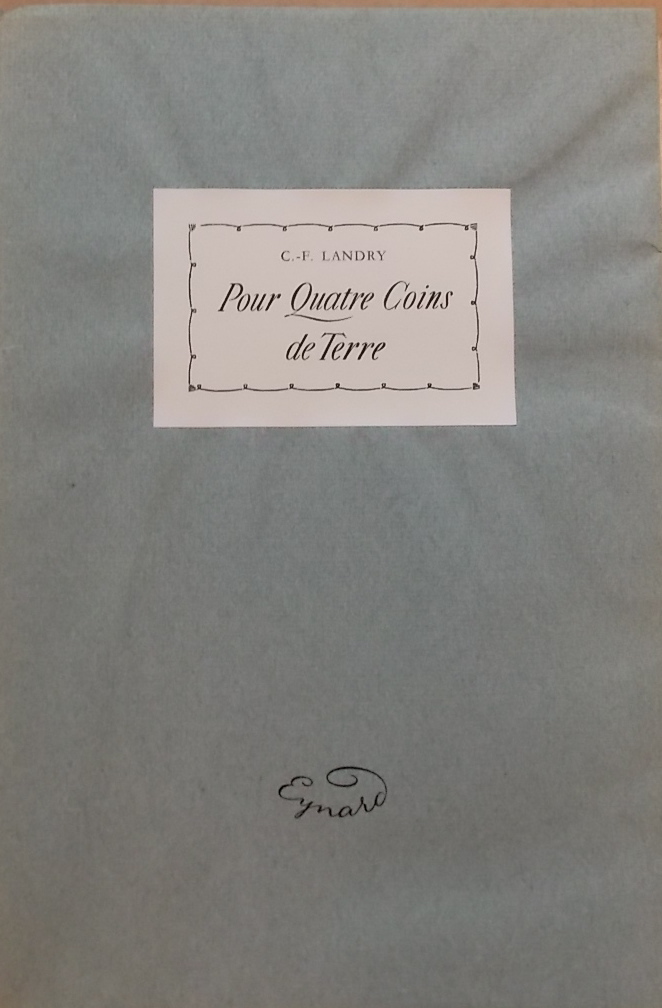 C.-F. LANDRY
Pour Quatre Coins
de Terre
Eynard